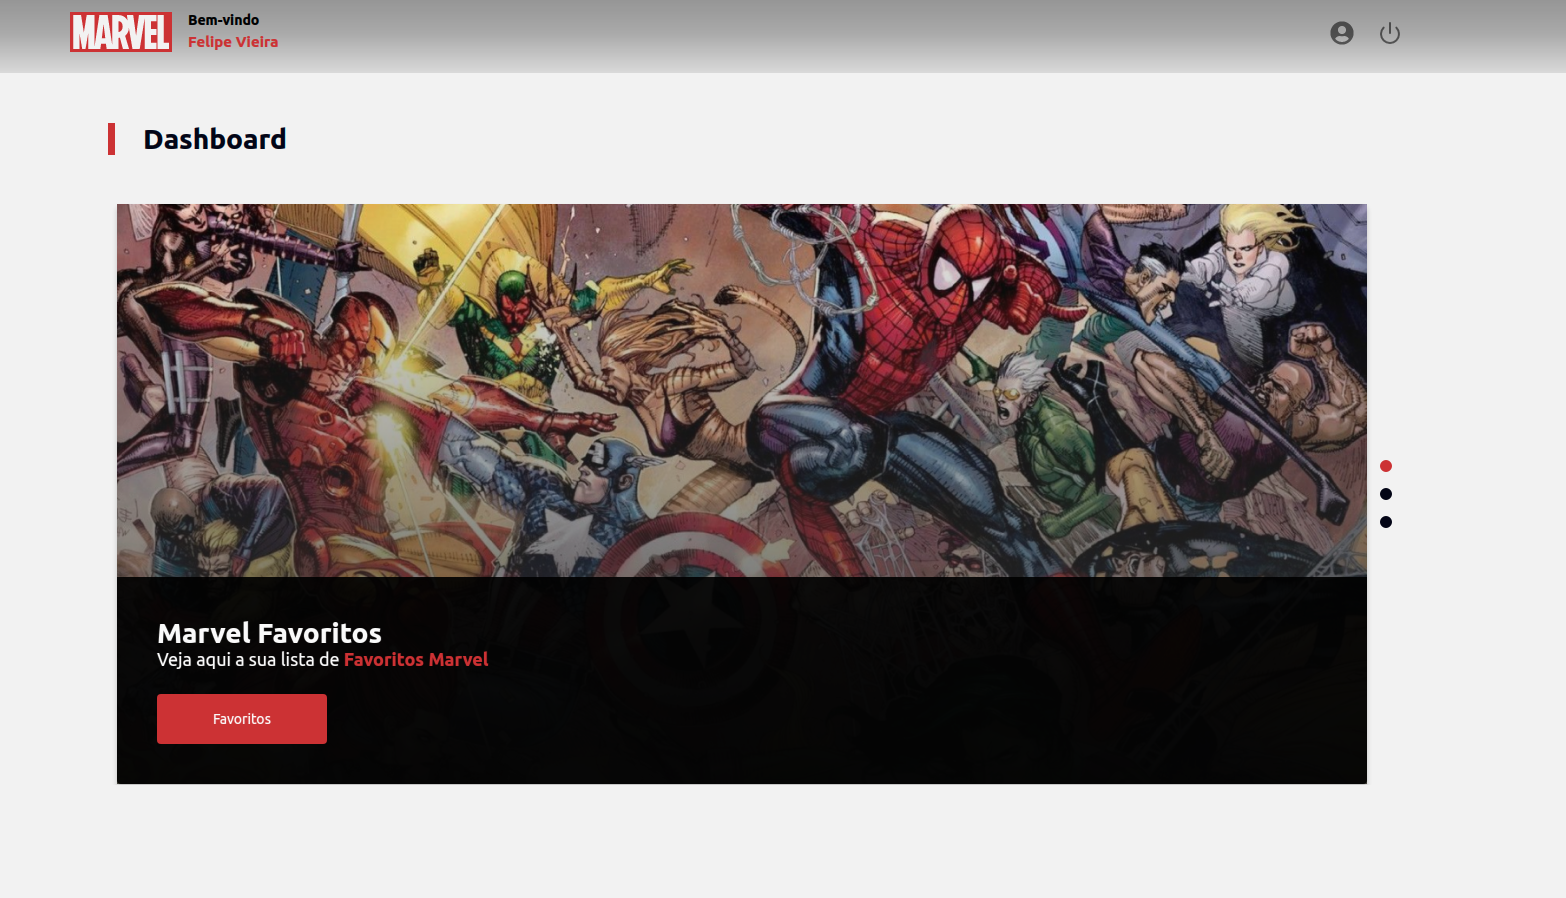 MARVEL
Bem-vindo
Felipe Vieira
Dashboard
Marvel Favoritos
Veja aqui a sua lista de Favoritos Marvel
Favoritos